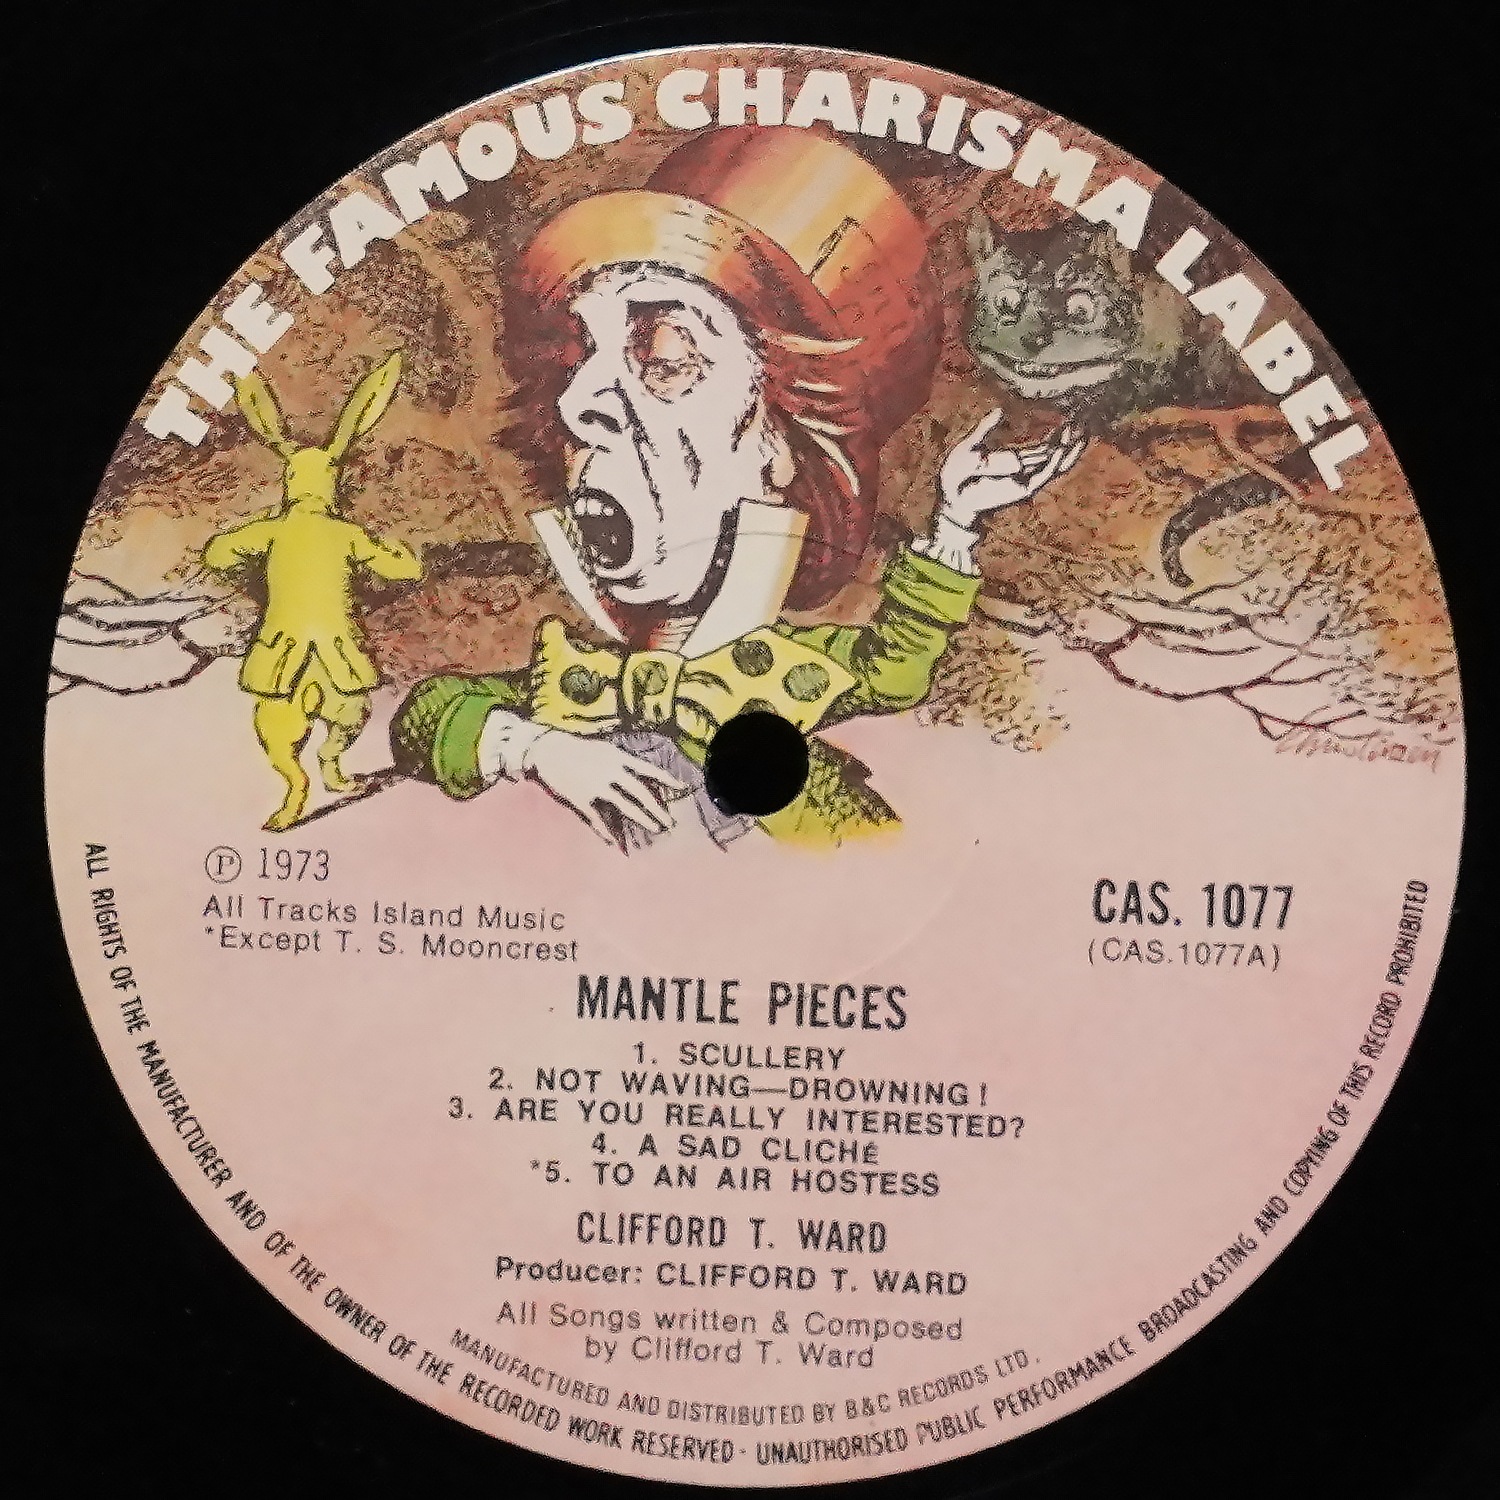 THE FAMOUS CHARISMA LABEL
Ⓟ 1973
All Tracks Island Music
*Except T. S. Mooncrest
CAS. 1077
(CAS.1077A)
MANTLE PIECES
1. SCULLERY
2. NOT WAVING—DROWNING!
3. ARE YOU REALLY INTERESTED?
4. A SAD CLICHÉ
*5. TO AN AIR HOSTESS
CLIFFORD T. WARD
Producer: CLIFFORD T. WARD
All Songs written & Composed
by Clifford T. Ward
MANUFACTURED AND DISTRIBUTED BY B&C RECORDS LTD.
ALL RIGHTS OF THE MANUFACTURER AND OF THE OWNER OF THE RECORDED WORK RESERVED · UNAUTHORISED PUBLIC PERFORMANCE BROADCASTING AND COPYING OF THIS RECORD PROHIBITED